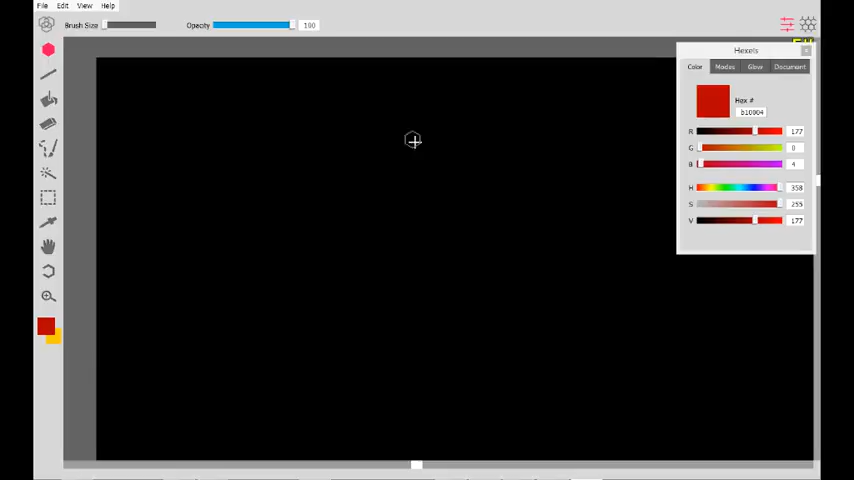 File Edit View Help
Brush Size Opacity 100
Hexels
Color Modes Glow Document
Hex #
b10004
R 177
G 0
B 4
H 358
S 255
V 177